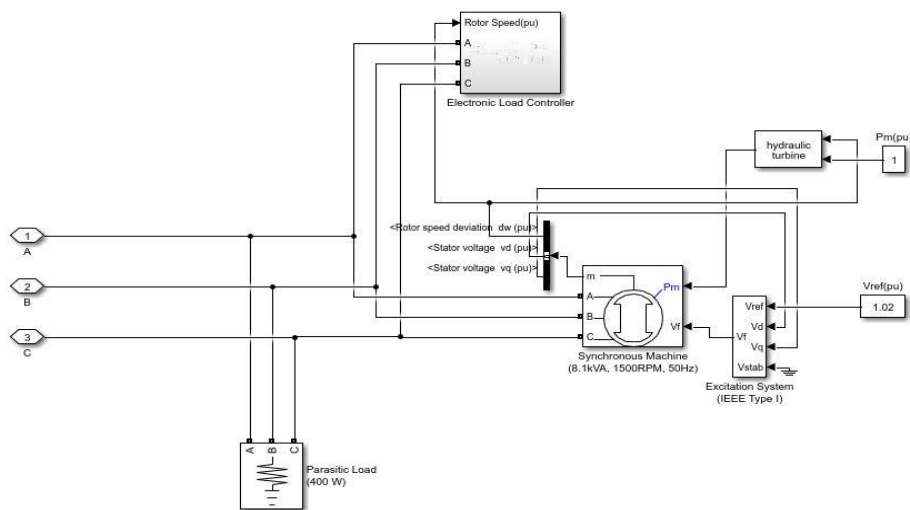 Rotor Speed(pu)
A
B
C
Electronic Load Controller
hydraulic
turbine
Pm(pu
1
<Rotor speed deviation dw (pu)>
<Stator voltage vd (pu)>
<Stator voltage vq (pu)>
1
A
2
B
3
C
m
A
B
C
Pm
Vf
Synchronous Machine
(8.1kVA, 1500RPM, 50Hz)
Vref
Vd
Vf
Vq
Vstab
Excitation System
(IEEE Type I)
Vref(pu)
1.02
A
B
C
Parasitic Load
(400 W)